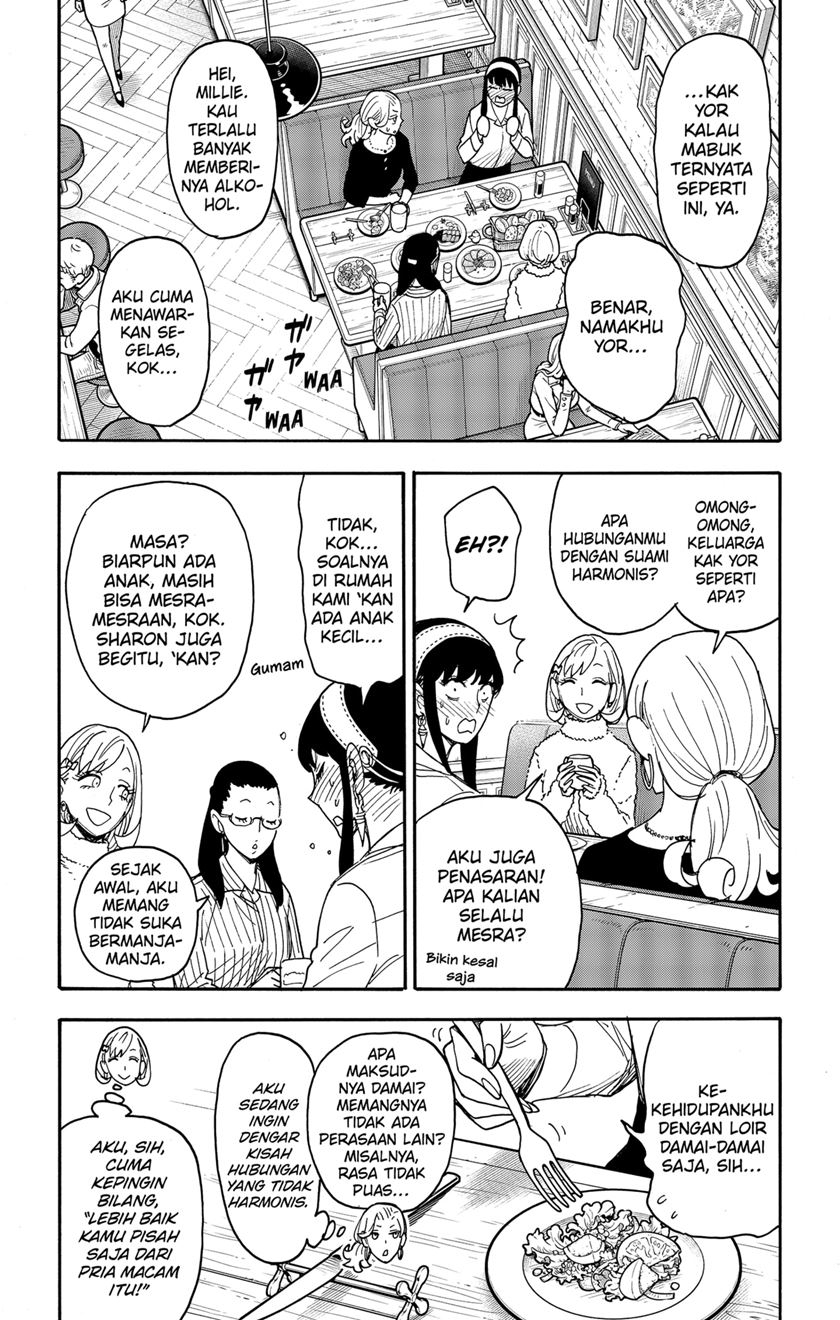 ...KAK
YOR
KALAU
MABUK
TERNYATA
SEPERTI
INI, YA.
HEI,
MILLIE.
KAU
TERLALU
BANYAK
MEMBERI-
NYA ALKO-
HOL.
BENAR,
NAMAKHU
YOR...
AKU CUMA
MENAWAR-
KAN SE-
GELAS,
KOK...
ガヤ
WAA
ガヤ
WAA
OMONG-
OMONG,
KELUARGA
KAK YOR
SEPERTI
APA?
APA
HUBUNGANMU
DENGAN SUAMI
HARMONIS?
EH?!
AKU JUGA
PENASARAN!
APA KALIAN
SELALU
MESRA?
Bikin kesal
saja
TIDAK,
KOK...
SOALNYA
DI RUMAH
KAMI ‘KAN
ADA ANAK
KECIL...
Gumam
MASA?
BIARPUN ADA
ANAK, MASIH
BISA MESRA-
MESRAAN, KOK.
SHARON JUGA
BEGITU, ‘KAN?
SEJAK
AWAL, AKU
MEMANG
TIDAK SUKA
BERMANJA-
MANJA.
KE-
KEHIDUPANKHU
DENGAN LOIR
DAMAI-DAMAI
SAJA, SIH...
APA
MAKSUD-
NYA DAMAI?
MEMANGNYA
TIDAK ADA
PERASAAN LAIN?
MISALNYA,
RASA TIDAK
PUAS...
AKU
SEDANG
INGIN
DENGAR
KISAH
HUBUNGAN
YANG TIDAK
HARMONIS.
AKU, SIH,
CUMA
KEPINGIN
BILANG,
“LEBIH BAIK
KAMU PISAH
SAJA DARI
PRIA MACAM
ITU!”